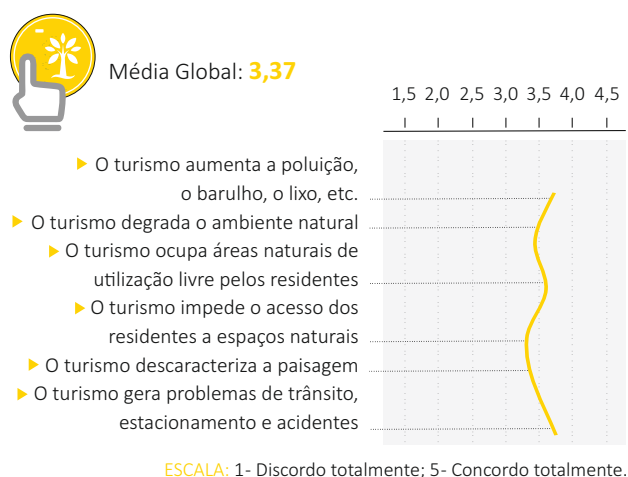 Média Global: 3,37
1,5 2,0 2,5 3,0 3,5 4,0 4,5
O turismo aumenta a poluição,
o barulho, o lixo, etc.
O turismo degrada o ambiente natural
O turismo ocupa áreas naturais de
utilização livre pelos residentes
O turismo impede o acesso dos
residentes a espaços naturais
O turismo descaracteriza a paisagem
O turismo gera problemas de trânsito,
estacionamento e acidentes
ESCALA: 1- Discordo totalmente; 5- Concordo totalmente.